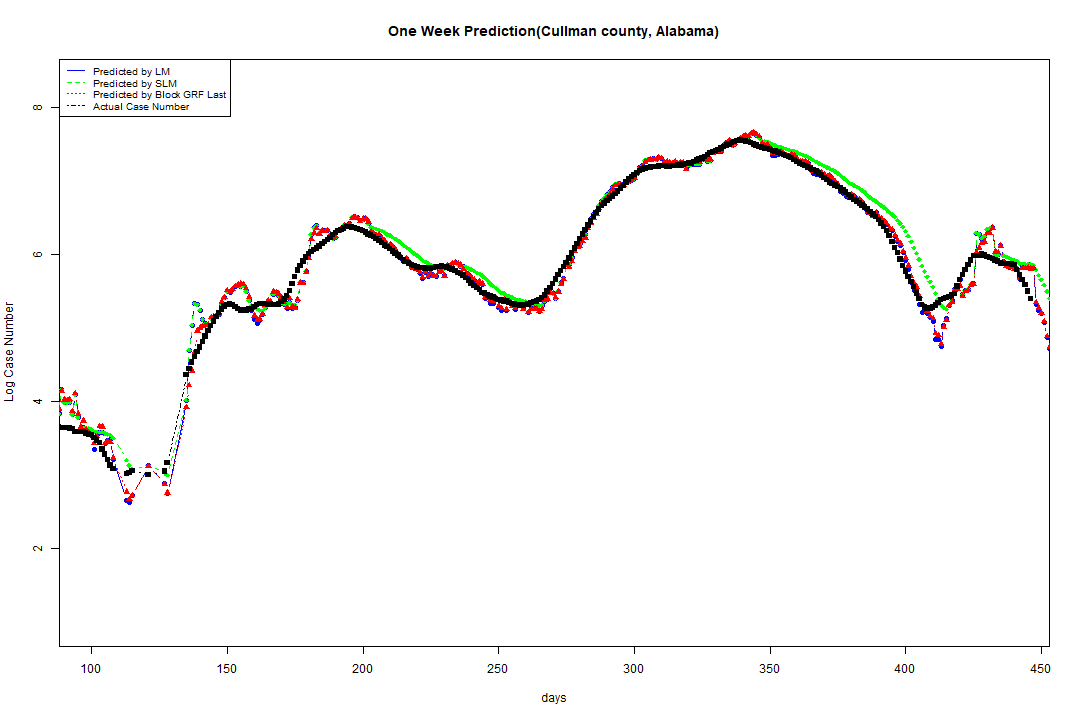 One Week Prediction(Cullman county, Alabama)
Predicted by LM
Predicted by SLM
Predicted by Block GRF Last
Actual Case Number
8
6
4
2
Log Case Number
100 150 200 250 300 350 400 450
days